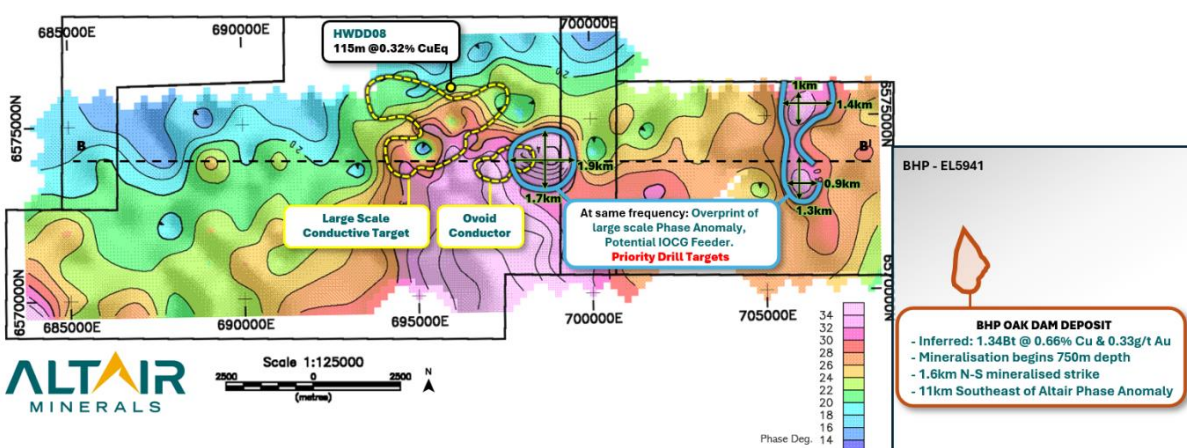 685000E
690000E
HWDD08
115m @0.32% CuEq
700000E
6575000N
6575000N
20
20
B
B'
1km
1.4km
1.9km
1.7km
0.9km
1.3km
Large Scale
Conductive Target
Ovoid
Conductor
At same frequency: Overprint of
large scale Phase Anomaly,
Potential IOCG Feeder.
Priority Drill Targets
BHP - EL5941
BHP OAK DAM DEPOSIT
- Inferred: 1.34Bt @ 0.66% Cu & 0.33g/t Au
- Mineralisation begins 750m depth
- 1.6km N-S mineralised strike
- 11km Southeast of Altair Phase Anomaly
6570000N
6570000N
685000E
690000E
695000E
700000E
705000E
ALTAIR
MINERALS
Scale 1:125000
2500
0
2500
(metres)
N
34
32
30
28
26
24
22
20
18
16
14
Phase Deg.